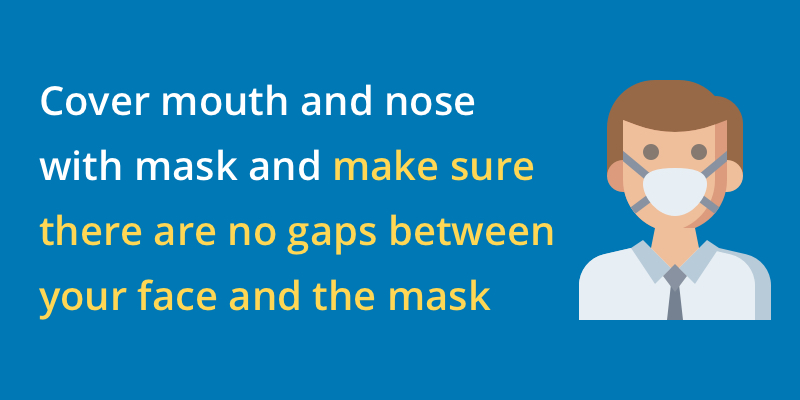 Cover mouth and nose
with mask and make sure
there are no gaps between
your face and the mask